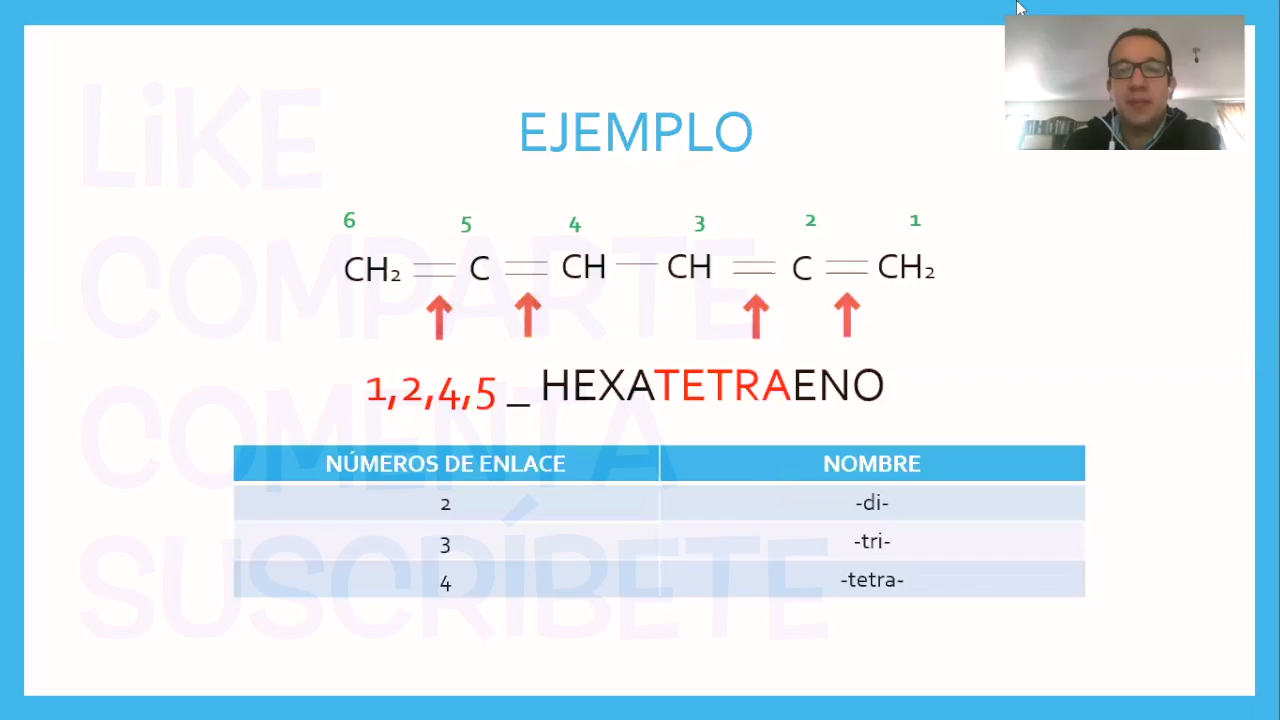 LiKE
COMPARTE
COMENTA
SUSCRÍBETE
EJEMPLO
6 5 4 3 2 1
CH₂ C CH CH C CH₂
1,2,4,5 _ HEXATETRAENO
NÚMEROS DE ENLACE NOMBRE
2 -di-
3 -tri-
4 -tetra-